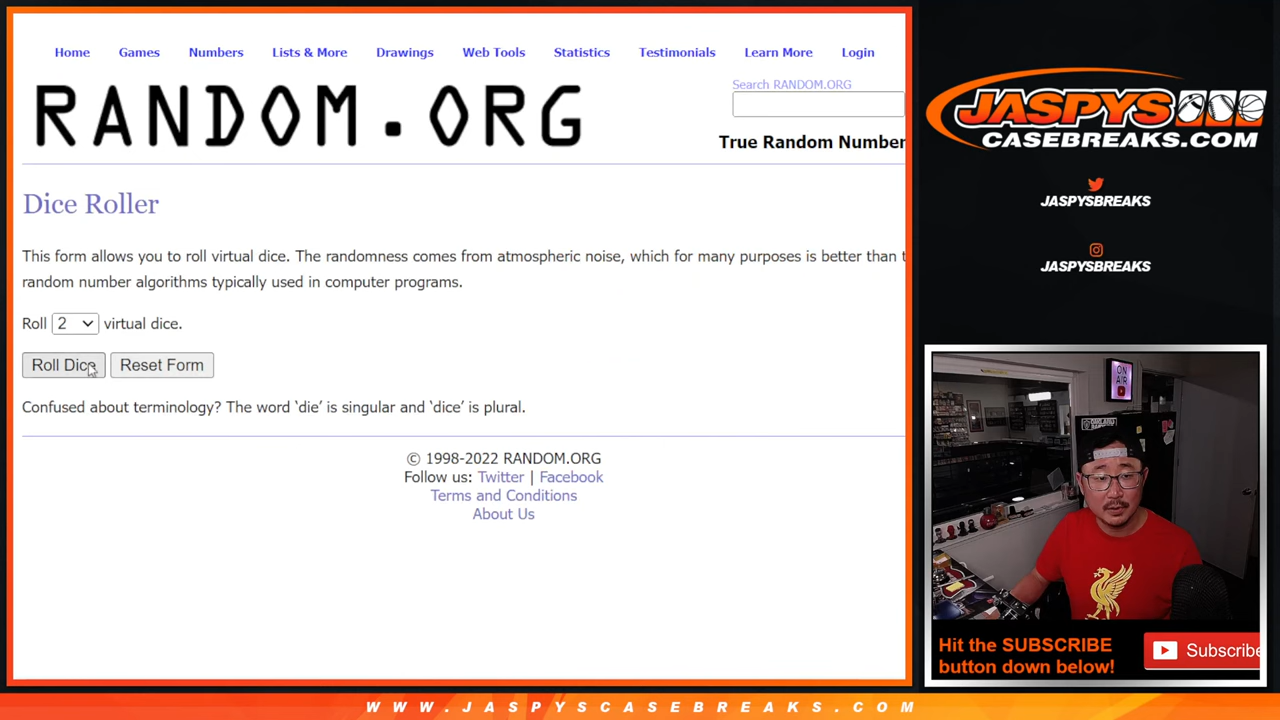 Home Games Numbers Lists & More Drawings Web Tools Statistics Testimonials Learn More Login
RANDOM.ORG
Search RANDOM.ORG
True Random Number
Dice Roller
This form allows you to roll virtual dice. The randomness comes from atmospheric noise, which for many purposes is better than
random number algorithms typically used in computer programs.
Roll 2 virtual dice.
Roll Dice Reset Form
Confused about terminology? The word ‘die’ is singular and ‘dice’ is plural.
© 1998-2022 RANDOM.ORG
Follow us: Twitter | Facebook
Terms and Conditions
About Us
JASPYS
CASEBREAKS.COM
JASPYSBREAKS
JASPYSBREAKS
ON
AIR
Hit the SUBSCRIBE
button down below!
Subscribe
WWW.JASPYSCASEBREAKS.COM